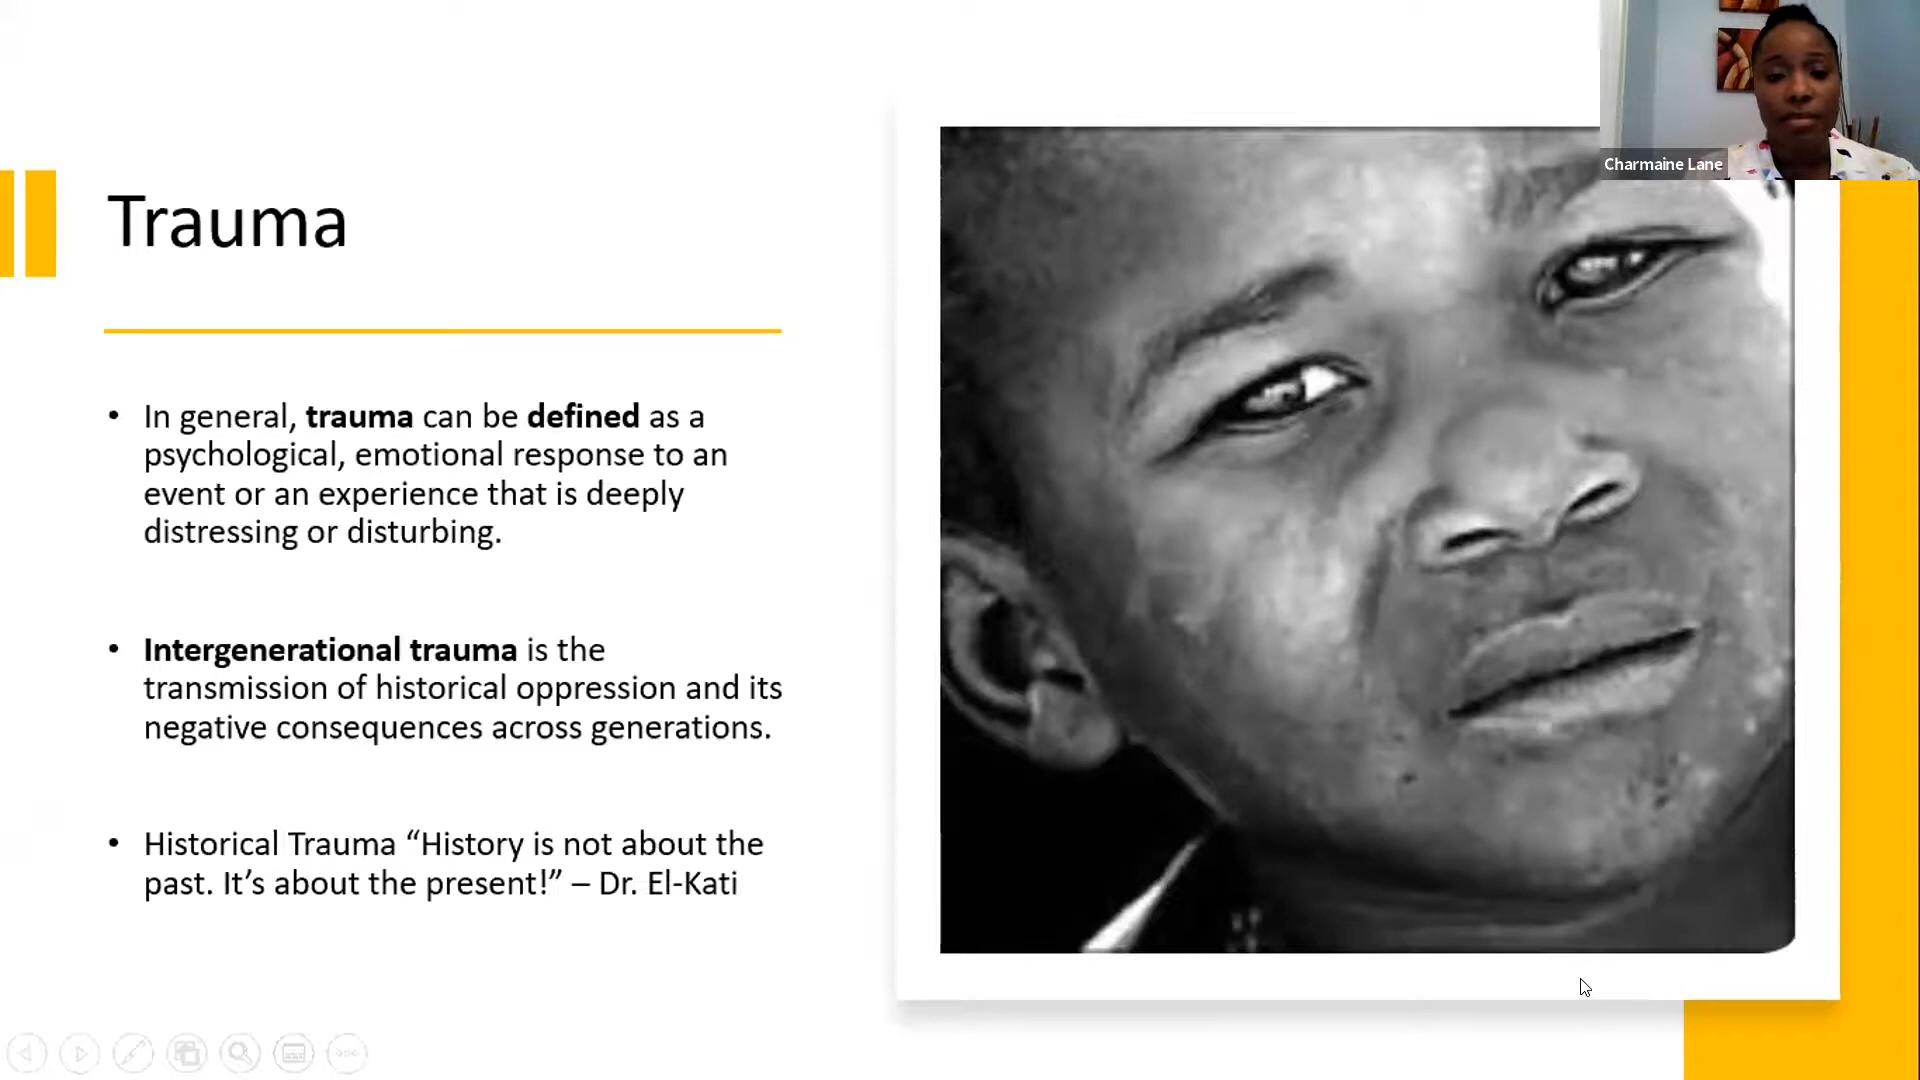 Charmaine Lane
Trauma
• In general, trauma can be defined as a
psychological, emotional response to an
event or an experience that is deeply
distressing or disturbing.
• Intergenerational trauma is the
transmission of historical oppression and its
negative consequences across generations.
• Historical Trauma “History is not about the
past. It’s about the present!” – Dr. El-Kati